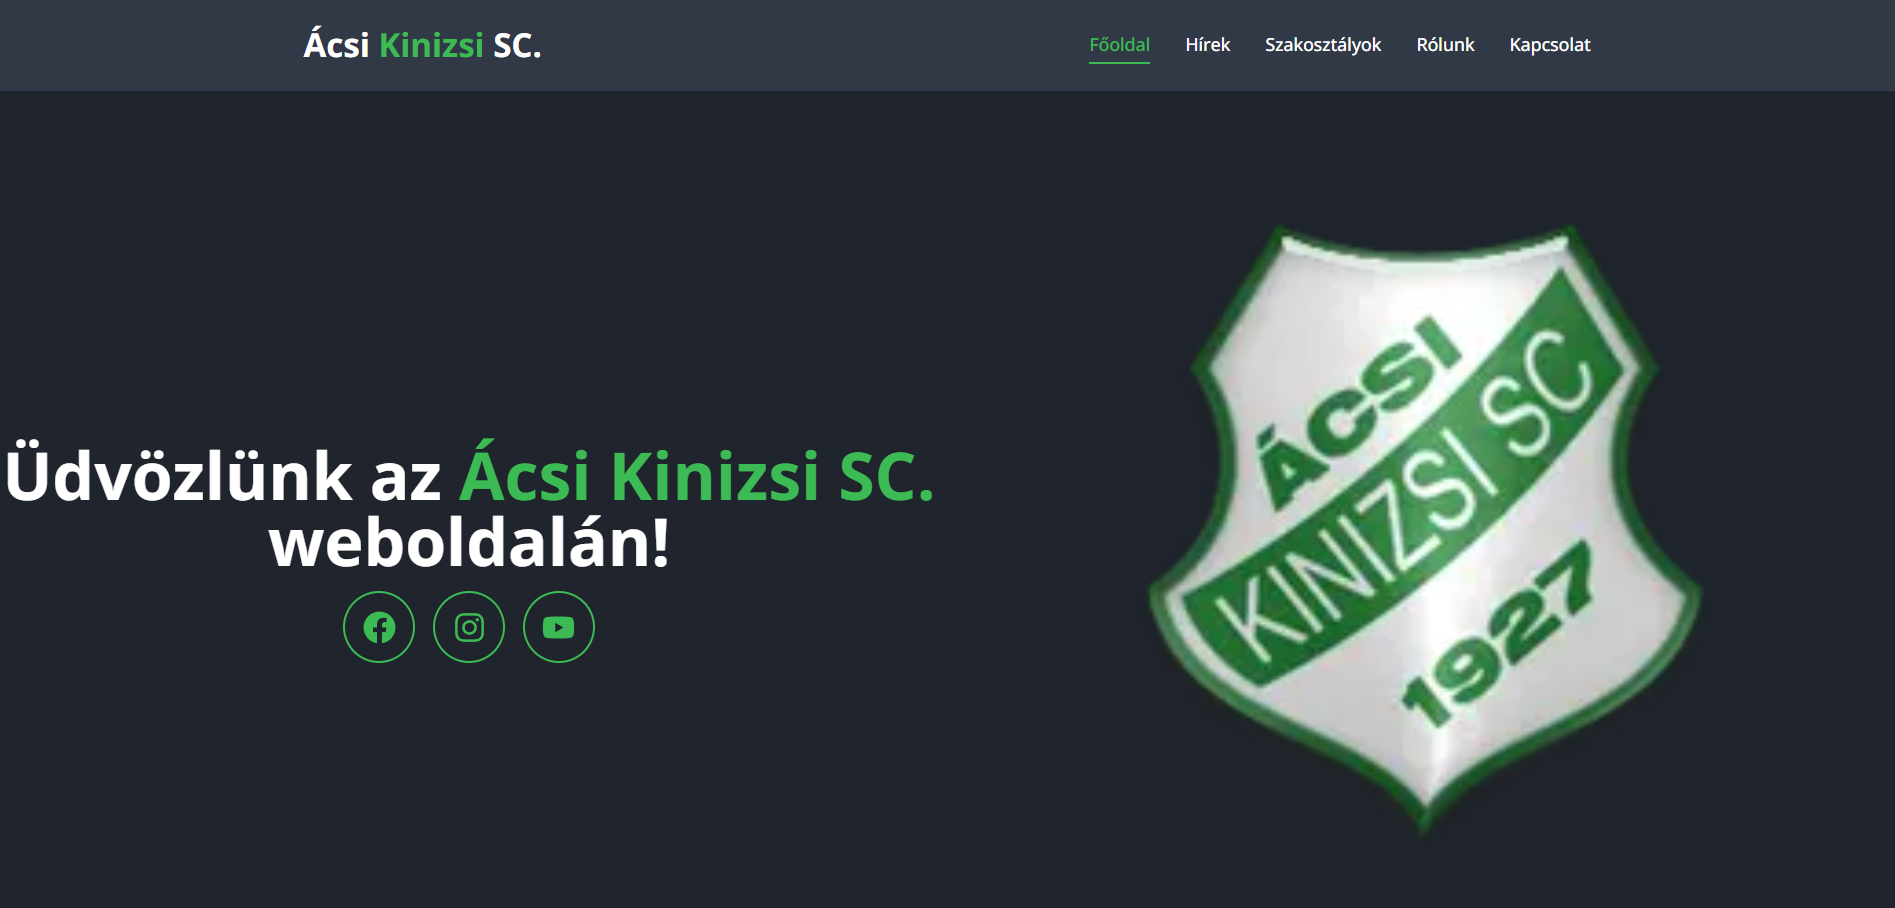 Ácsi Kinizsi SC.
Főoldal Hírek Szakosztályok Rólunk Kapcsolat
Üdvözlünk az Ácsi Kinizsi SC.
weboldalán!
ÁCSI
KINIZSI SC
1927